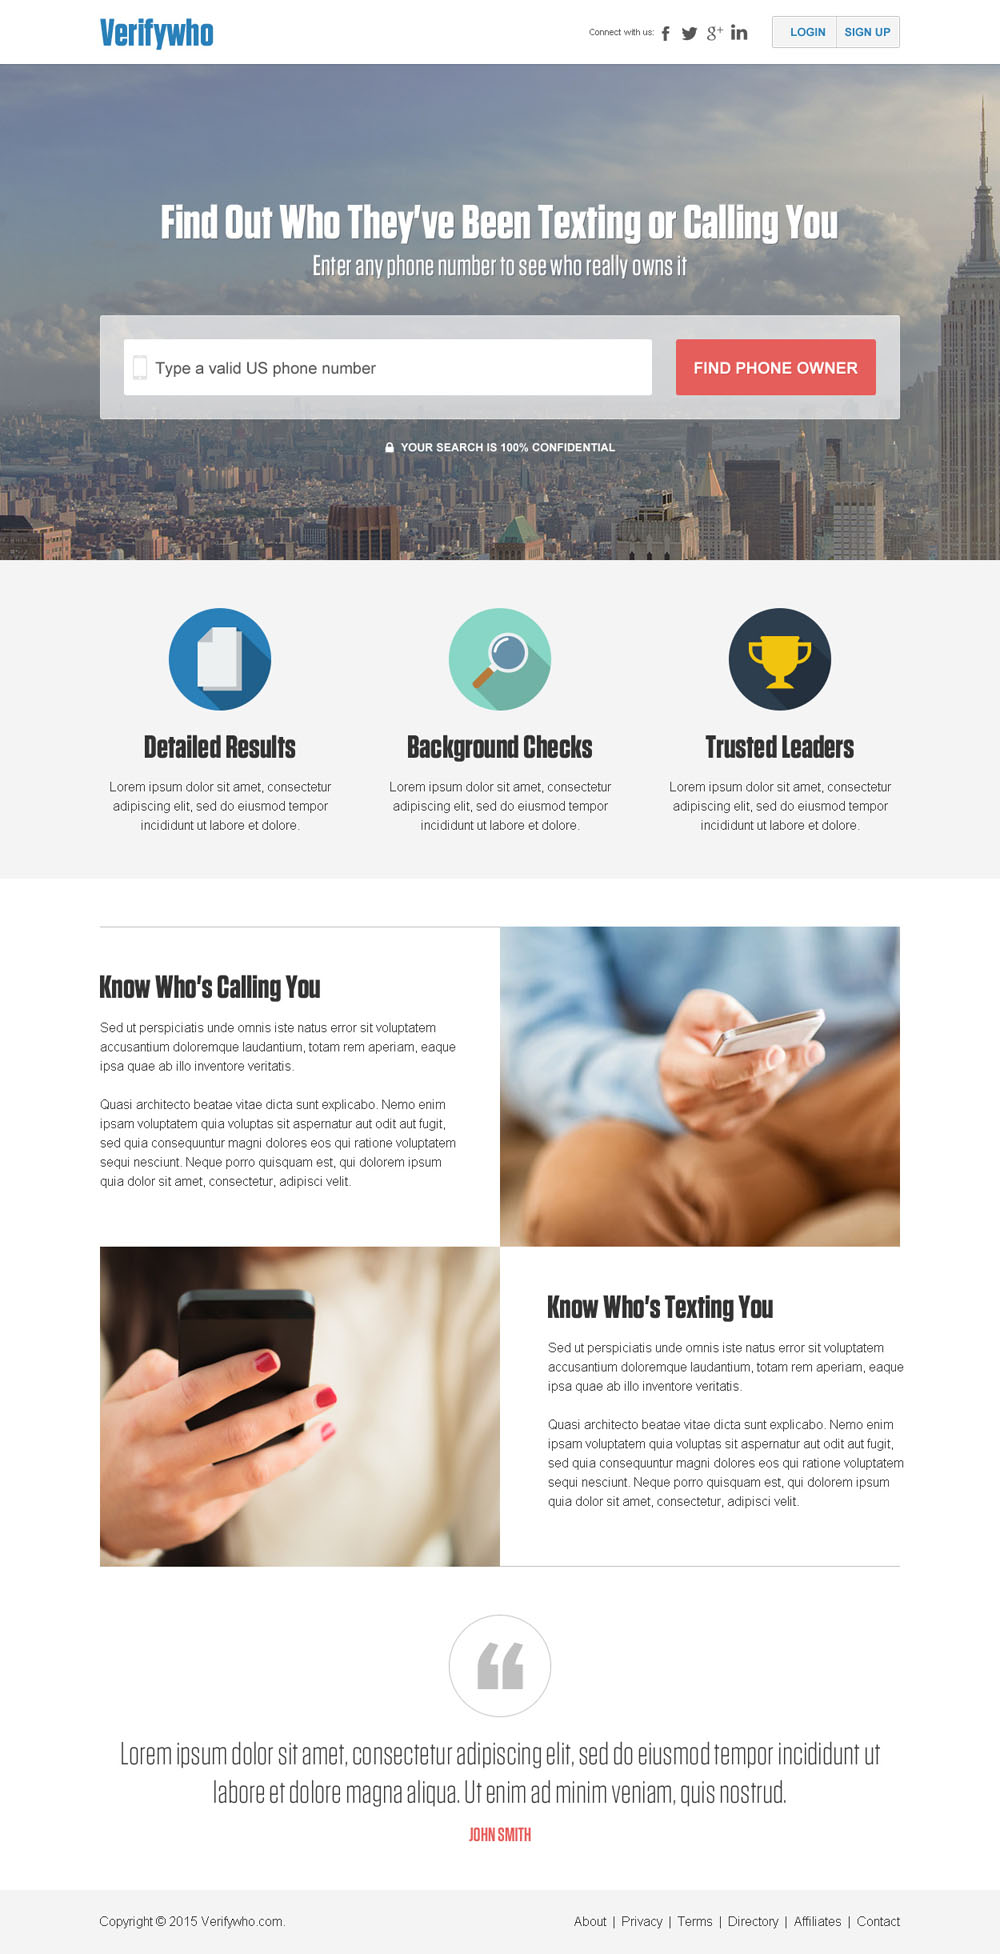 Verifywho
Connect with us:
LOGIN
SIGN UP
Find Out Who They've Been Texting or Calling You
Enter any phone number to see who really owns it
Type a valid US phone number
FIND PHONE OWNER
YOUR SEARCH IS 100% CONFIDENTIAL
Detailed Results
Lorem ipsum dolor sit amet, consectetur
adipiscing elit, sed do eiusmod tempor
incididunt ut labore et dolore.
Background Checks
Lorem ipsum dolor sit amet, consectetur
adipiscing elit, sed do eiusmod tempor
incididunt ut labore et dolore.
Trusted Leaders
Lorem ipsum dolor sit amet, consectetur
adipiscing elit, sed do eiusmod tempor
incididunt ut labore et dolore.
Know Who's Calling You
Sed ut perspiciatis unde omnis iste natus error sit voluptatem
accusantium doloremque laudantium, totam rem aperiam, eaque
ipsa quae ab illo inventore veritatis.
Quasi architecto beatae vitae dicta sunt explicabo. Nemo enim
ipsam voluptatem quia voluptas sit aspernatur aut odit aut fugit,
sed quia consequuntur magni dolores eos qui ratione voluptatem
sequi nesciunt. Neque porro quisquam est, qui dolorem ipsum
quia dolor sit amet, consectetur, adipisci velit.
Know Who's Texting You
Sed ut perspiciatis unde omnis iste natus error sit voluptatem
accusantium doloremque laudantium, totam rem aperiam, eaque
ipsa quae ab illo inventore veritatis.
Quasi architecto beatae vitae dicta sunt explicabo. Nemo enim
ipsam voluptatem quia voluptas sit aspernatur aut odit aut fugit,
sed quia consequuntur magni dolores eos qui ratione voluptatem
sequi nesciunt. Neque porro quisquam est, qui dolorem ipsum
quia dolor sit amet, consectetur, adipisci velit.
Lorem ipsum dolor sit amet, consectetur adipiscing elit, sed do eiusmod tempor incididunt ut
labore et dolore magna aliqua. Ut enim ad minim veniam, quis nostrud.
JOHN SMITH
Copyright © 2015 Verifywho.com.
About | Privacy | Terms | Directory | Affiliates | Contact